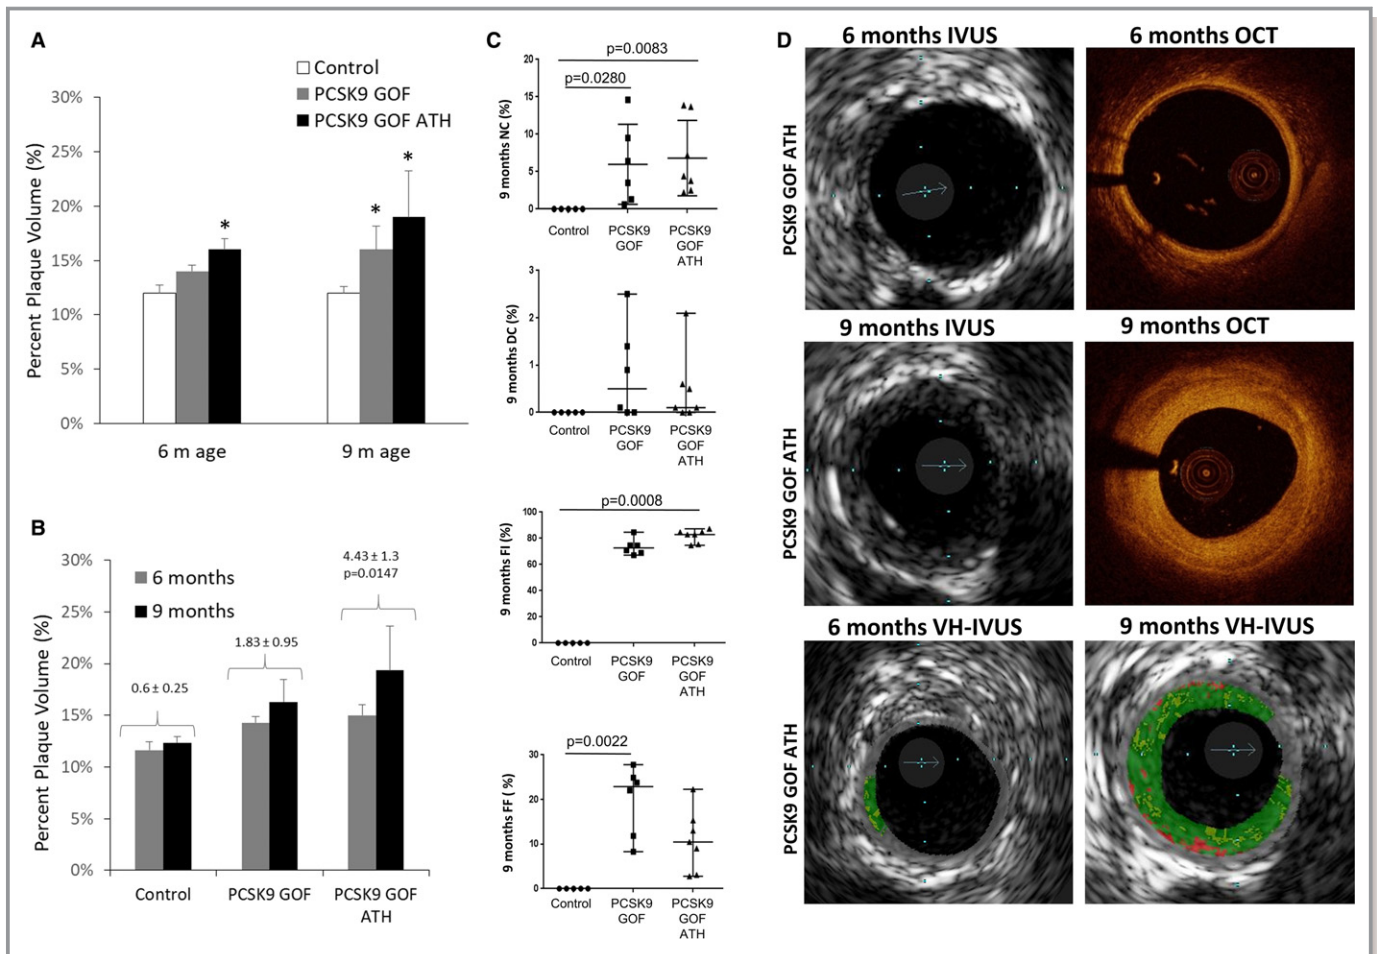 A
Control
PCSK9 GOF
PCSK9 GOF ATH
Percent Plaque Volume (%)
30%
25%
20%
15%
10%
5%
0%
*
*
*
6 m age
9 m age
B
6 months
9 months
Percent Plaque Volume (%)
30%
25%
20%
15%
10%
5%
0%
0.6 ± 0.25
1.83 ± 0.95
4.43 ± 1.3
p=0.0147
Control
PCSK9 GOF
PCSK9 GOF
ATH
C
p=0.0083
p=0.0280
9 months NC (%)
20
15
10
5
0
Control
PCSK9
GOF
PCSK9
GOF
ATH
9 months DC (%)
3
2
1
0
Control
PCSK9
GOF
PCSK9
GOF
ATH
p=0.0008
9 months FI (%)
100
80
60
40
20
0
Control
PCSK9
GOF
PCSK9
GOF
ATH
p=0.0022
9 months FF ( %)
30
20
10
0
Control
PCSK9
GOF
PCSK9
GOF
ATH
D
6 months IVUS
6 months OCT
PCSK9 GOF ATH
9 months IVUS
9 months OCT
PCSK9 GOF ATH
6 months VH-IVUS
9 months VH-IVUS
PCSK9 GOF ATH